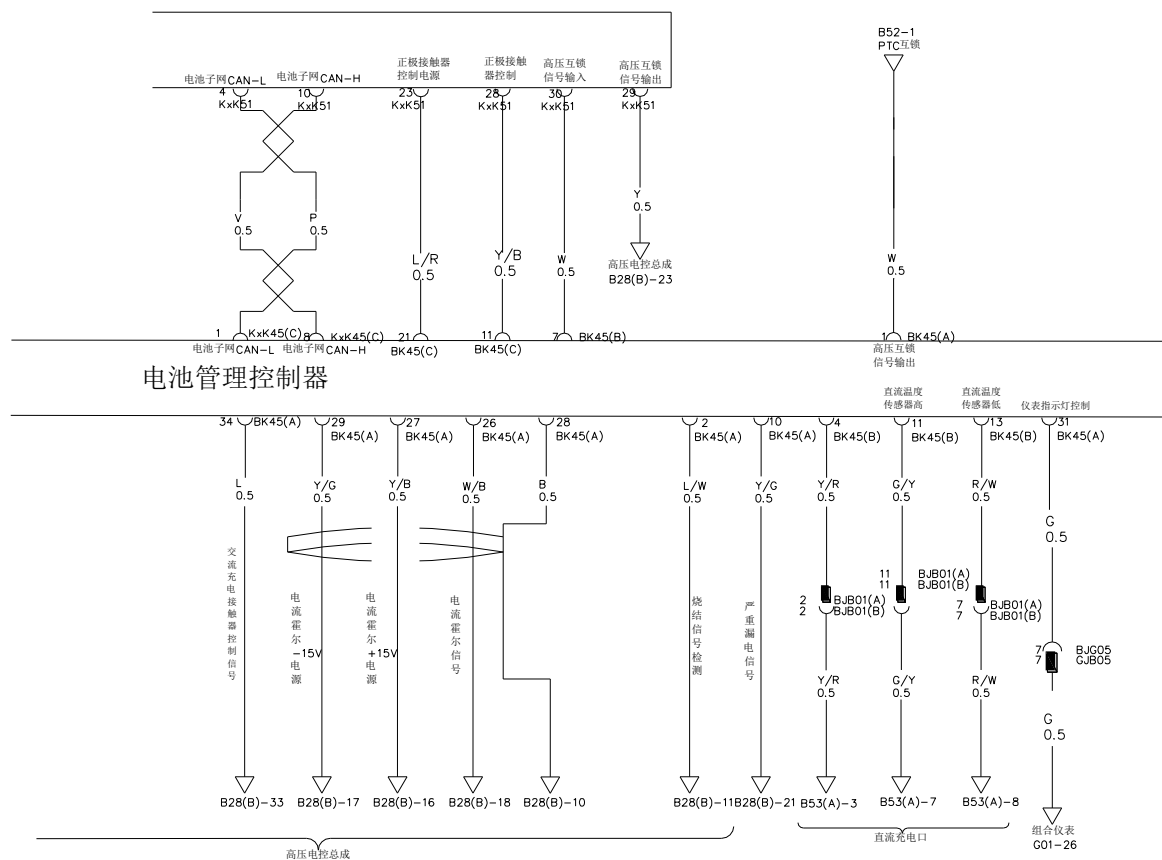 B52-1
PTC互锁
正极接触器
控制电源
正极接触
器控制
高压互锁
信号输入
高压互锁
信号输出
电池子网CAN-L
电池子网CAN-H
4
10
23
28
30
29
KxK51
KxK51
KxK51
KxK51
KxK51
KxK51
V
0.5
P
0.5
L/R
0.5
Y/B
0.5
W
0.5
Y
0.5
W
0.5
高压电控总成
B28(B)-23
1
KxK45(C)
8
KxK45(C)
21
BK45(C)
11
BK45(C)
7
BK45(B)
1
BK45(A)
电池子网CAN-L
电池子网CAN-H
高压互锁
信号输出
电池管理控制器
直流温度
传感器高
直流温度
传感器低
仪表指示灯控制
34
BK45(A)
29
BK45(A)
27
BK45(A)
26
BK45(A)
28
BK45(A)
2
BK45(A)
10
BK45(A)
4
BK45(B)
11
BK45(B)
13
BK45(B)
31
BK45(A)
L
0.5
Y/G
0.5
Y/B
0.5
W/B
0.5
B
0.5
L/W
0.5
Y/G
0.5
Y/R
0.5
G/Y
0.5
R/W
0.5
G
0.5
交流充电接触器控制信号
电流霍尔-15V电源
电流霍尔+15V电源
电流霍尔信号
烧结信号检测
严重漏电信号
2 BJB01(A)
2 BJB01(B)
11 BJB01(A)
11 BJB01(B)
7 BJB01(A)
7 BJB01(B)
7 BJG05
7 GJB05
Y/R
0.5
G/Y
0.5
R/W
0.5
G
0.5
B28(B)-33
B28(B)-17
B28(B)-16
B28(B)-18
B28(B)-10
B28(B)-11
B28(B)-21
B53(A)-3
B53(A)-7
B53(A)-8
高压电控总成
直流充电口
组合仪表
G01-26